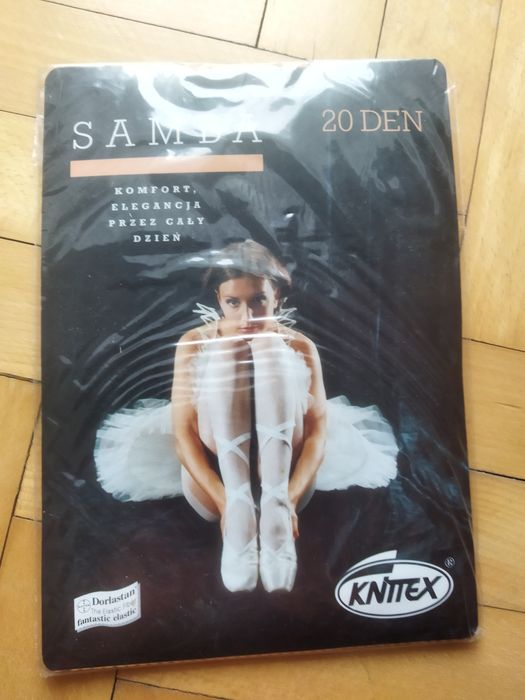 SAMBA
20 DEN
KOMFORT,
ELEGANCJA
PRZEZ CAŁY
DZIEŃ
Dorlastan
The Elastic Fiber
fantastic elastic
KNITTEX®